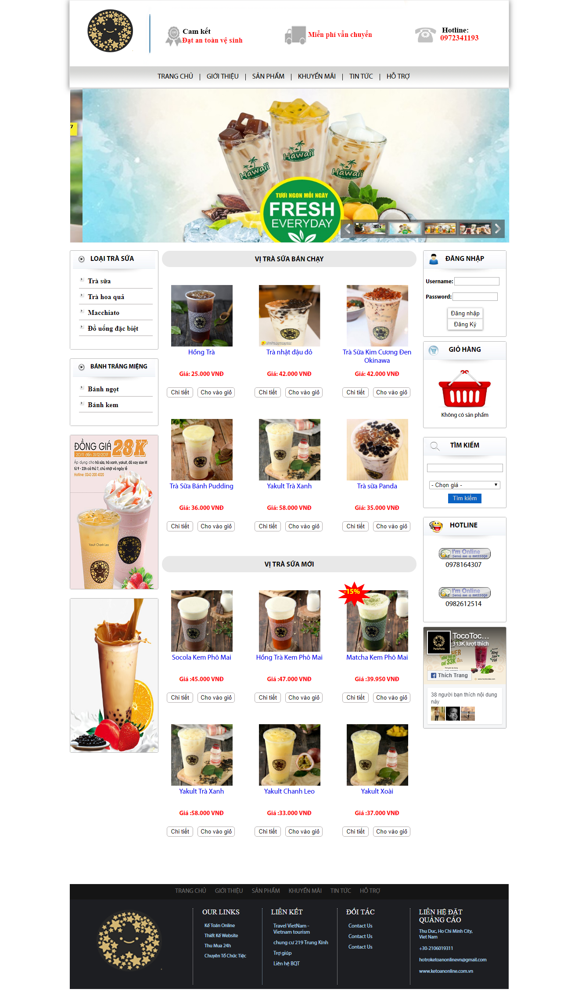 Cam kết
Đạt an toàn vệ sinh
Miễn phí vẫn chuyển
Hotline:
0972341193
TRANG CHỦ | GIỚI THIỆU | SẢN PHẨM | KHUYỂN MÃI | TIN TỨC | HỖ TRỢ
7
Hawaii
Hawaii
Hawaii
TƯƠI NGON MỖI NGÀY
FRESH
EVERYDAY
LOẠI TRÀ SỮA
Trà sữa
Trà hoa quả
Macchiato
Đồ uống đặc biệt
BÁNH TRÁNG MIỆNG
Bánh ngọt
Bánh kem
ĐỒNG GIÁ 28K
20/11 đến 31/12/2017
Áp dụng cho trà sữa, trà xanh, yakult, đá xay size M
từ 9 - 23h cả thứ 7, chủ nhật và ngày lễ
Hotline: 0243 200 4020
Yakult Chanh Leo
VỊ TRÀ SỮA BÁN CHẠY
Hồng Trà
Trà nhật đậu đỏ
Trà Sữa Kim Cương Đen
Okinawa
Giá: 25.000 VNĐ
Giá: 42.000 VNĐ
Giá: 42.000 VNĐ
Chi tiết Cho vào giỏ
Chi tiết Cho vào giỏ
Chi tiết Cho vào giỏ
Trà Sữa Bánh Pudding
Yakult Trà Xanh
Trà sữa Panda
Giá: 36.000 VNĐ
Giá: 58.000 VNĐ
Giá: 35.000 VNĐ
Chi tiết Cho vào giỏ
Chi tiết Cho vào giỏ
Chi tiết Cho vào giỏ
VỊ TRÀ SỮA MỚI
-15%
Socola Kem Phô Mai
Hồng Trà Kem Phô Mai
Matcha Kem Phô Mai
Giá :45.000 VNĐ
Giá :47.000 VNĐ
Giá :39.950 VNĐ
Chi tiết Cho vào giỏ
Chi tiết Cho vào giỏ
Chi tiết Cho vào giỏ
Yakult Trà Xanh
Yakult Chanh Leo
Yakult Xoài
Giá :58.000 VNĐ
Giá :33.000 VNĐ
Giá :37.000 VNĐ
Chi tiết Cho vào giỏ
Chi tiết Cho vào giỏ
Chi tiết Cho vào giỏ
ĐĂNG NHẬP
Username:
Password:
Đăng nhập
Đăng Ký
GIỎ HÀNG
Không có sản phẩm
TÌM KIẾM
- Chọn giá -
Tìm kiếm
HOTLINE
I'm Online
Send me a message
0978164307
I'm Online
Send me a message
0982612514
TocoToc...
313K lượt thích
TOCOTOCO
CHỈ 33K
Nông
Sản
Việt
Thích Trang
38 người bạn thích nội dung
này
TRANG CHỦ GIỚI THIỆU SẢN PHẨM KHUYẾN MÃI TIN TỨC HỖ TRỢ
OUR LINKS
Kế Toán Online
Thiết Kế Website
Thu Mua 24h
Chuyên Tổ Chức Tiệc
LIÊN KẾT
Travel VietNam -
Vietnam tourism
chung cư 219 Trung Kính
Trợ giúp
Liên hệ BQT
ĐỐI TÁC
Contact Us
Contact Us
Contact Us
LIÊN HỆ ĐẶT
QUẢNG CÁO
Thu Duc, Ho Chi Minh City,
Viet Nam
+30-2106019311
hotroketoanonlinevn@gmail.com
www.ketoanonline.com.vn